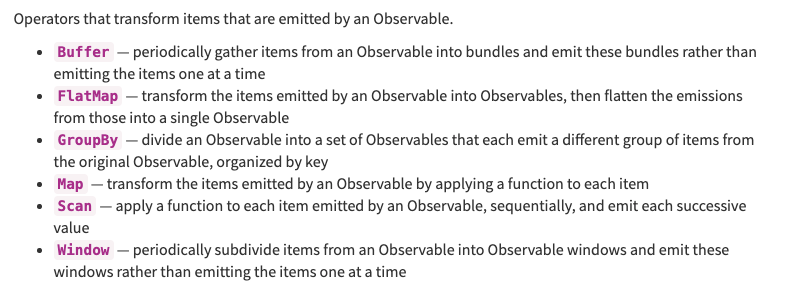 Operators that transform items that are emitted by an Observable.
• Buffer — periodically gather items from an Observable into bundles and emit these bundles rather than
emitting the items one at a time
• FlatMap — transform the items emitted by an Observable into Observables, then flatten the emissions
from those into a single Observable
• GroupBy — divide an Observable into a set of Observables that each emit a different group of items from
the original Observable, organized by key
• Map — transform the items emitted by an Observable by applying a function to each item
• Scan — apply a function to each item emitted by an Observable, sequentially, and emit each successive
value
• Window — periodically subdivide items from an Observable into Observable windows and emit these
windows rather than emitting the items one at a time